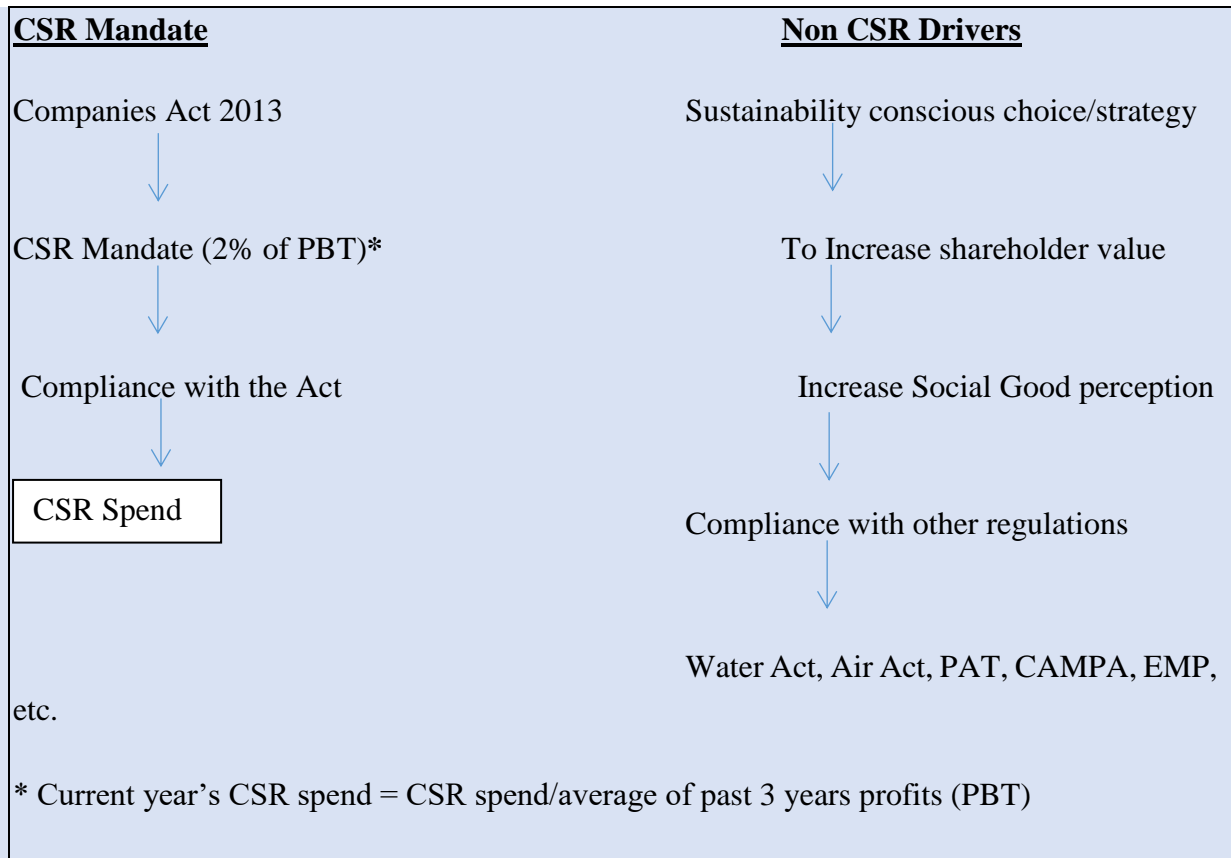 CSR Mandate Non CSR Drivers
Companies Act 2013 Sustainability conscious choice/strategy
CSR Mandate (2% of PBT)* To Increase shareholder value
Compliance with the Act Increase Social Good perception
CSR Spend
Compliance with other regulations
Water Act, Air Act, PAT, CAMPA, EMP,
etc.
* Current year’s CSR spend = CSR spend/average of past 3 years profits (PBT)